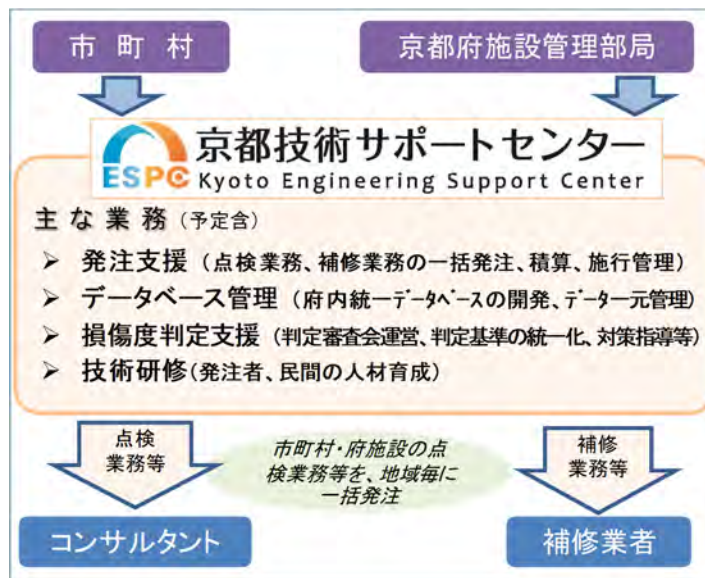 市町村
京都府施設管理部局
京都技術サポートセンター
ESPC Kyoto Engineering Support Center
主な業務（予定含）
➢ 発注支援（点検業務、補修業務の一括発注、積算、施行管理）
➢ データベース管理（府内統一ﾃﾞｰﾀﾍﾞｰｽの開発、ﾃﾞｰﾀ一元管理）
➢ 損傷度判定支援（判定審査会運営、判定基準の統一化、対策指導等）
➢ 技術研修（発注者、民間の人材育成）
点検
業務等
市町村・府施設の点
検業務等を、地域毎に
一括発注
補修
業務等
コンサルタント
補修業者